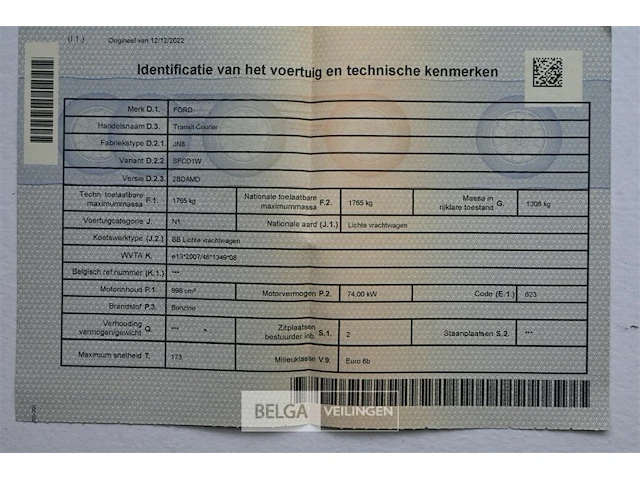 (I.1.) Origineel van 12/12/2022
Identificatie van het voertuig en technische kenmerken
Merk D.1. FORD
Handelsnaam D.3. Transit-Courier
Fabriekstype D.2.1. JN8
Variant D.2.2. SFCD1W
Versie D.2.3. 2BDAMD
Techn. toelaatbare maximummassa F.1. 1765 kg Nationale toelaatbare maximummassa F.2. 1765 kg Massa in rijklare toestand G. 1306 kg
Voertuigcategorie J. N1 Nationale aard (J.1.) Lichte vrachtwagen
Koetswerktype (J.2.) BB Lichte vrachtwagen
WVTA K. e13*2007/46*1349*08
Belgisch ref nummer (K.1.) ***
Motorinhoud P.1. 998 cm³ Motorvermogen P.2. 74,00 kW Code (E.1.) 623
Brandstof P.3. Benzine
Verhouding vermogen/gewicht Q. *** Zitplaatsen bestuurder inb. S.1. 2 Staanplaatsen S.2. ***
Maximum snelheid T. 173 Milieuklasse V.9. Euro 6b
BELGA VEILINGEN